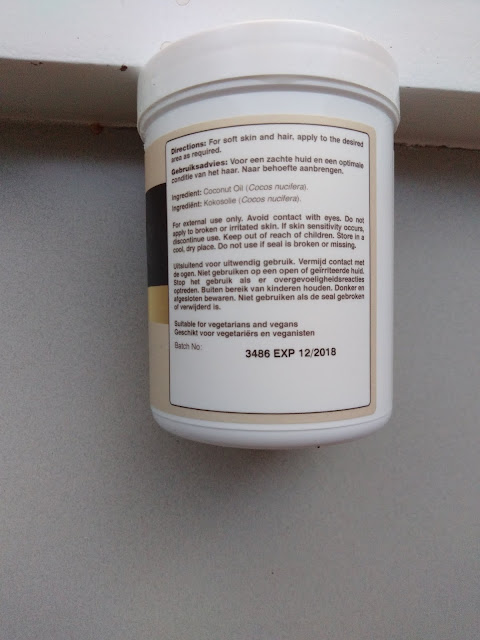 Directions: For soft skin and hair, apply to the desired
area as required.
Gebruiksadvies: Voor een zachte huid en een optimale
conditie van het haar. Naar behoefte aanbrengen.
Ingredient: Coconut Oil (Cocos nucifera).
Ingrediënt: Kokosolie (Cocos nucifera).
For external use only. Avoid contact with eyes. Do not
apply to broken or irritated skin. If skin sensitivity occurs,
discontinue use. Keep out of reach of children. Store in a
cool, dry place. Do not use if seal is broken or missing.
Uitsluitend voor uitwendig gebruik. Vermijd contact met
de ogen. Niet gebruiken op een open of geïrriteerde huid.
Stop het gebruik als er overgevoeligheidsreacties
optreden. Buiten bereik van kinderen houden. Donker en
afgesloten bewaren. Niet gebruiken als de seal gebroken
of verwijderd is.
Suitable for vegetarians and vegans
Geschikt voor vegetariërs en veganisten
Batch No: 3486 EXP 12/2018